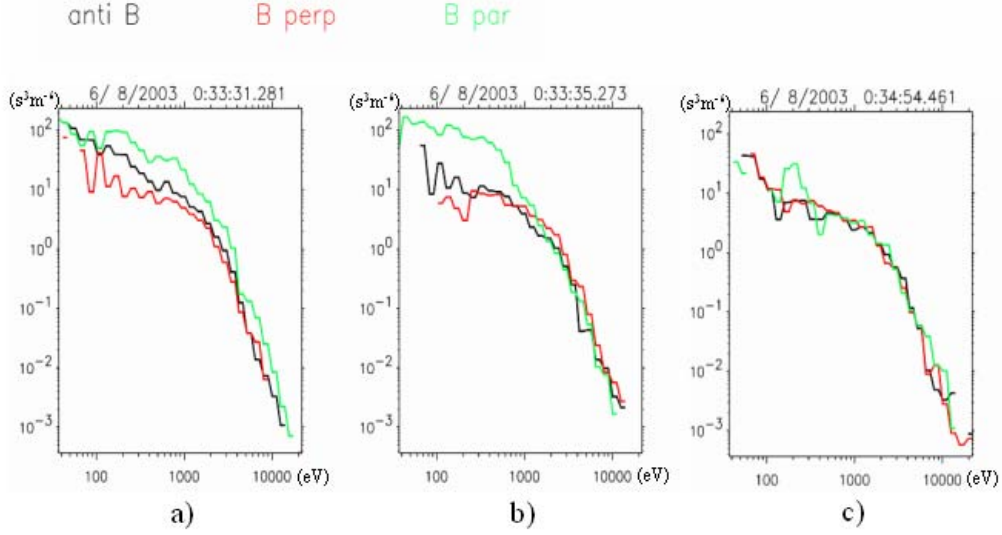 anti B B perp B par
(s³m⁻⁶) 6/ 8/2003 0:33:31.281 (s³m⁻⁶) 6/ 8/2003 0:33:35.273 (s³m⁻⁶) 6/ 8/2003 0:34:54.461
10² 10² 10²
10¹ 10¹ 10¹
10⁰ 10⁰ 10⁰
10⁻¹ 10⁻¹ 10⁻¹
10⁻² 10⁻² 10⁻²
10⁻³ 10⁻³ 10⁻³
100 1000 10000 (eV) 100 1000 10000 (eV) 100 1000 10000 (eV)
a) b) c)